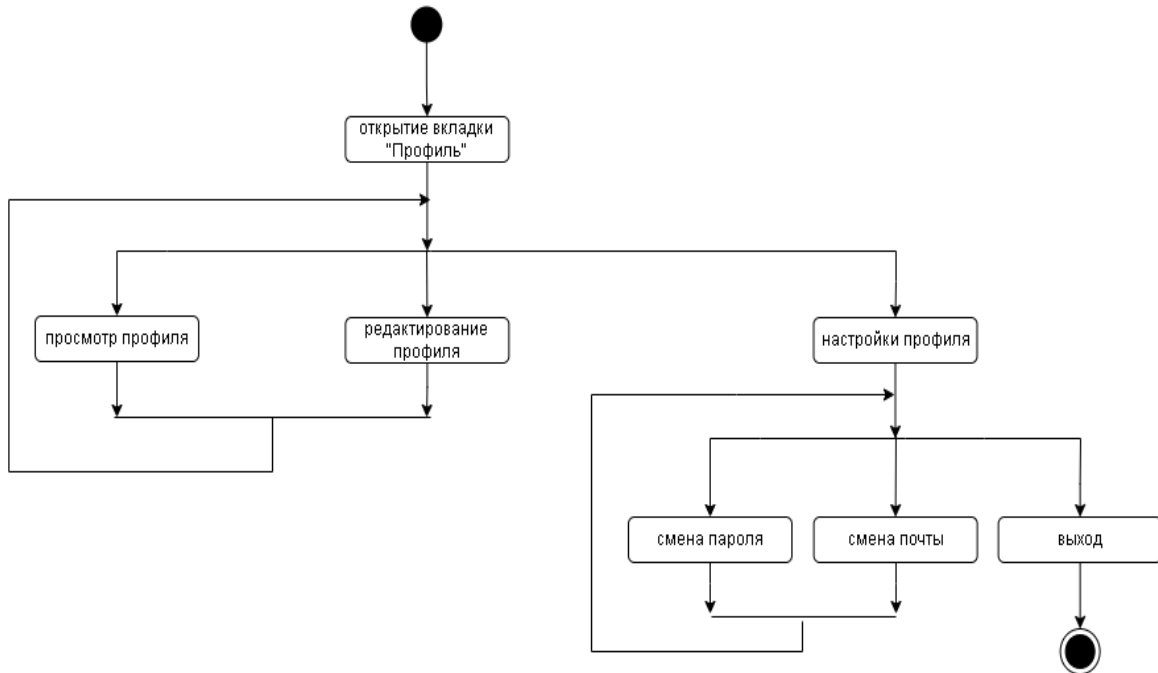 открытие вкладки
"Профиль"
просмотр профиля
редактирование
профиля
настройки профиля
смена пароля
смена почты
выход